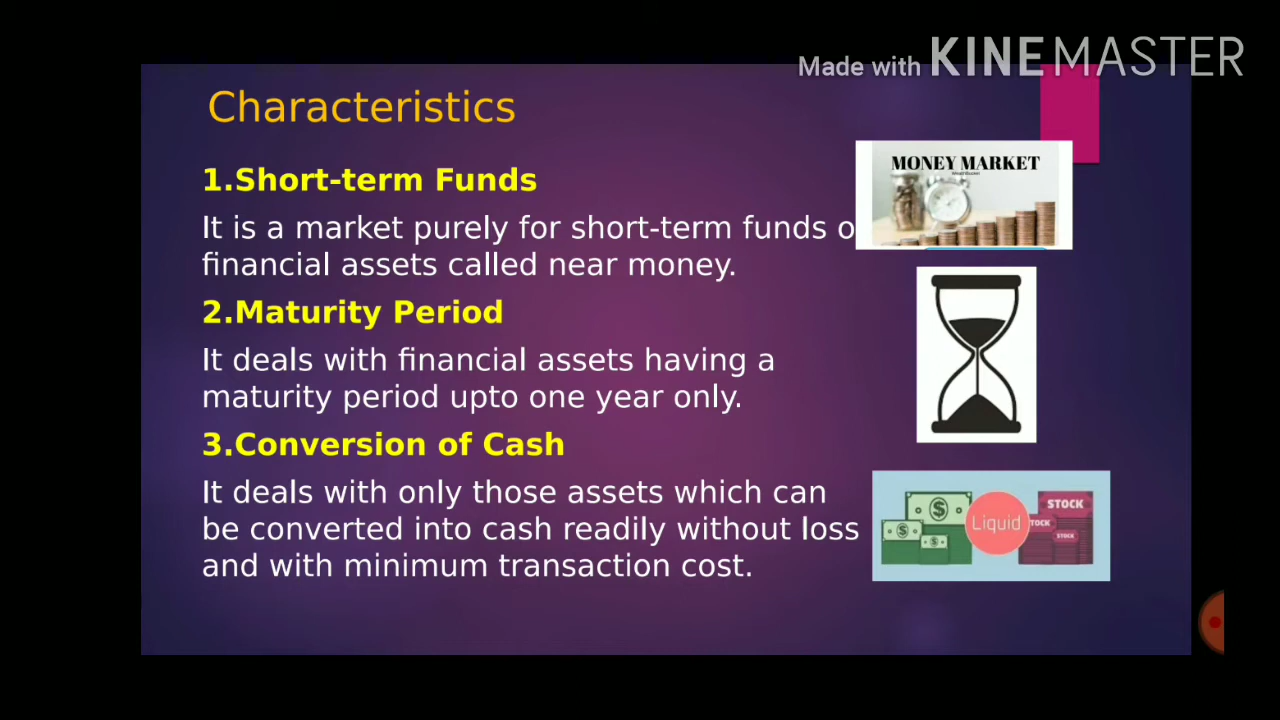 Made with KINEMASTER
Characteristics
1.Short-term Funds
It is a market purely for short-term funds o
financial assets called near money.
2.Maturity Period
It deals with financial assets having a
maturity period upto one year only.
3.Conversion of Cash
It deals with only those assets which can
be converted into cash readily without loss
and with minimum transaction cost.
MONEY MARKET
$
$
$
Liquid
STOCK
TOCK
STOCK